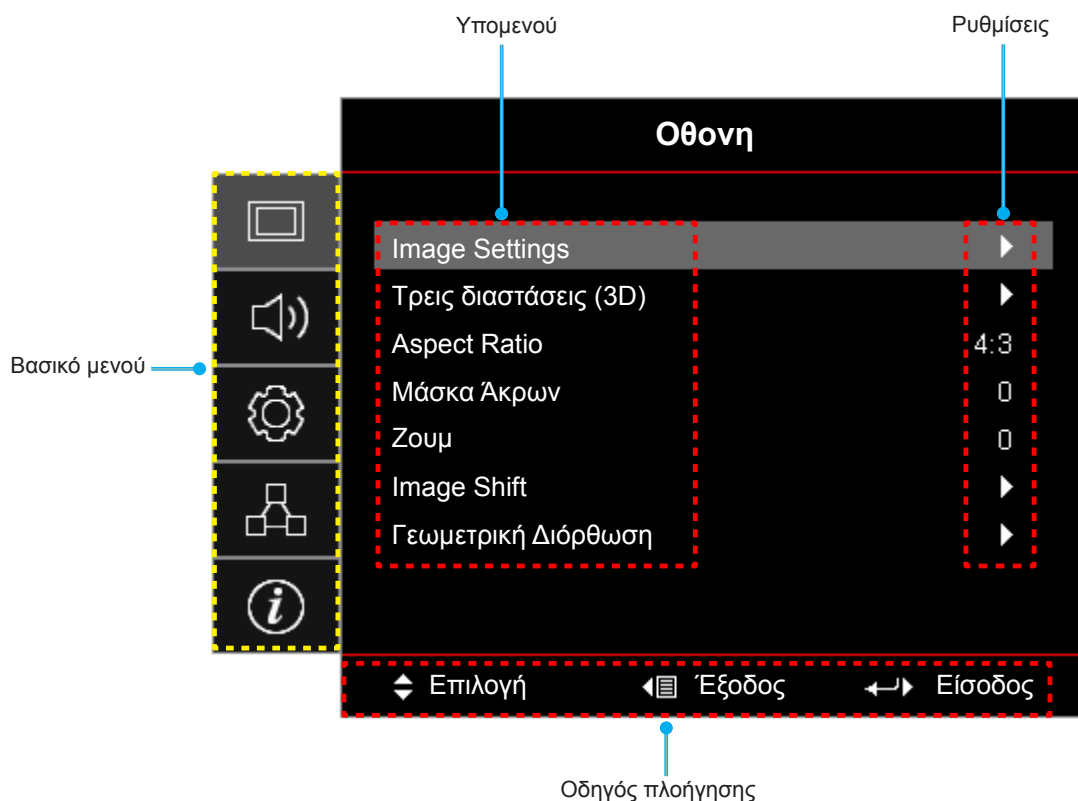 Υπομενού
Ρυθμίσεις
Οθονη
Image Settings
Τρεις διαστάσεις (3D)
Aspect Ratio 4:3
Βασικό μενού
Μάσκα Άκρων 0
Ζουμ 0
Image Shift
Γεωμετρική Διόρθωση
Επιλογή Έξοδος Είσοδος
Οδηγός πλοήγησης